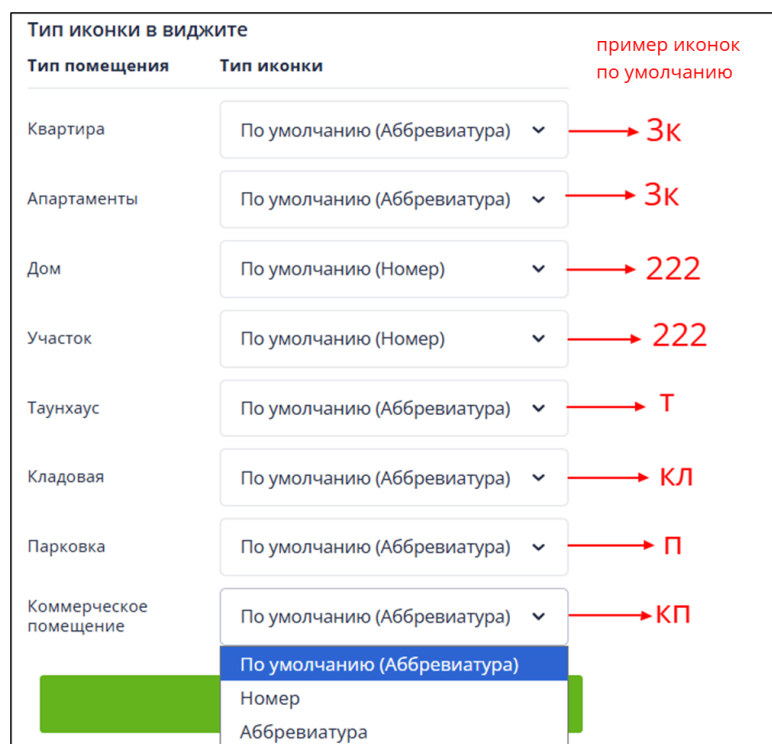 Тип иконки в виджите
пример иконок
по умолчанию
Тип помещения Тип иконки
Квартира По умолчанию (Аббревиатура) 3к
Апартаменты По умолчанию (Аббревиатура) 3к
Дом По умолчанию (Номер) 222
Участок По умолчанию (Номер) 222
Таунхаус По умолчанию (Аббревиатура) т
Кладовая По умолчанию (Аббревиатура) кл
Парковка По умолчанию (Аббревиатура) п
Коммерческое
помещение По умолчанию (Аббревиатура) кп
По умолчанию (Аббревиатура)
Номер
Аббревиатура